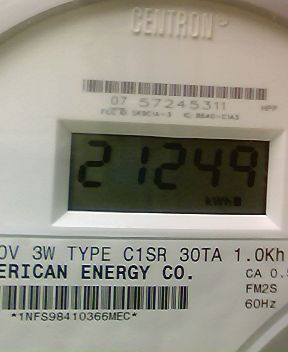 CENTRON®
07 57245311 HPP
21249
kWh
0V 3W TYPE C1SR 30TA 1.0Kh
ERICAN ENERGY CO.
CA 0.5
FM2S
60Hz
*1NFS98410366MEC*